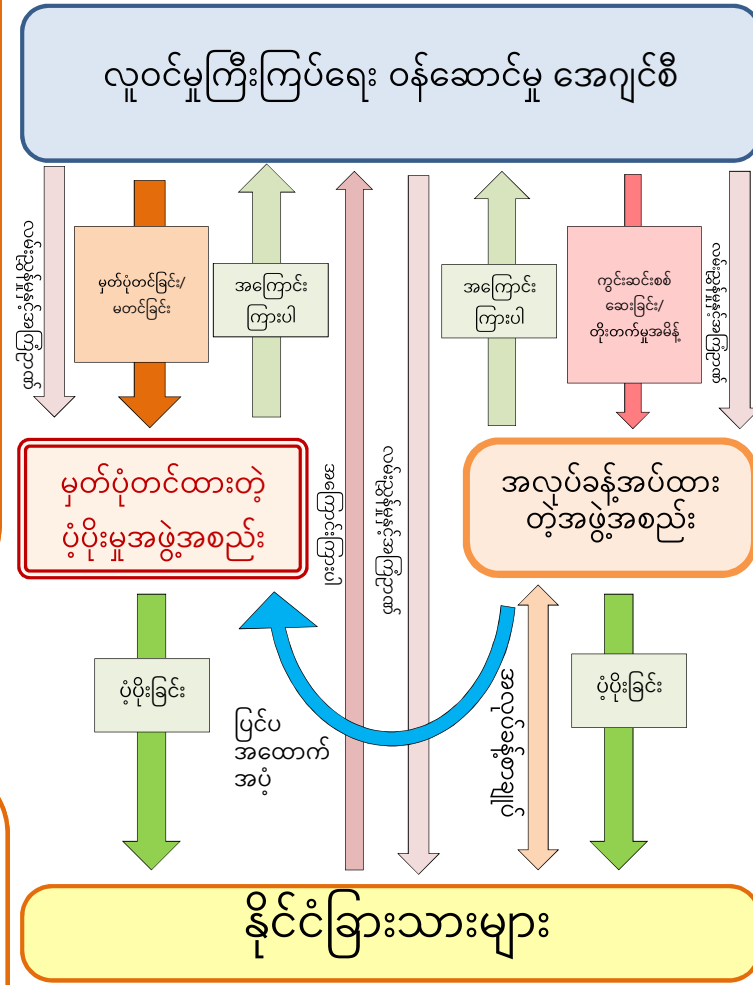 လူဝင်မှုကြီးကြပ်ရေး ဝန်ဆောင်မှု အေဂျင်စီ
မှတ်ပုံတင်ခြင်း/
မတင်ခြင်း
အကြောင်း
ကြားပါ
အကြောင်း
ကြားပါ
ကွင်းဆင်းစစ်
ဆေးခြင်း/
တိုးတက်မှုအမိန့်
မှတ်ပုံတင်ထားတဲ့
ပံ့ပိုးမှုအဖွဲ့အစည်း
အလုပ်ခန့်အပ်ထား
တဲ့အဖွဲ့အစည်း
ပံ့ပိုးခြင်း
ပြင်ပ
အထောက်
အပံ့
ပံ့ပိုးခြင်း
နိုင်ငံခြားသားများ